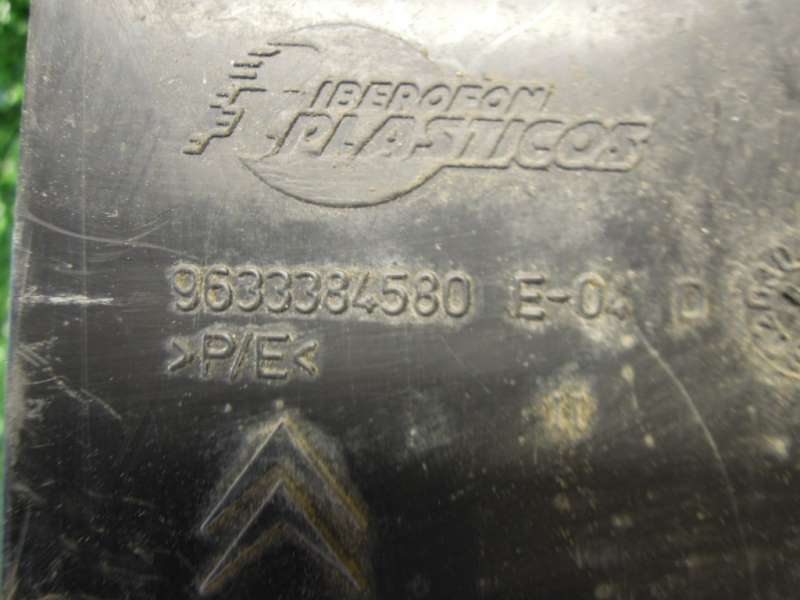 IBEROFON
PLASTICOS
9633384580 E-04 D
>P/E<